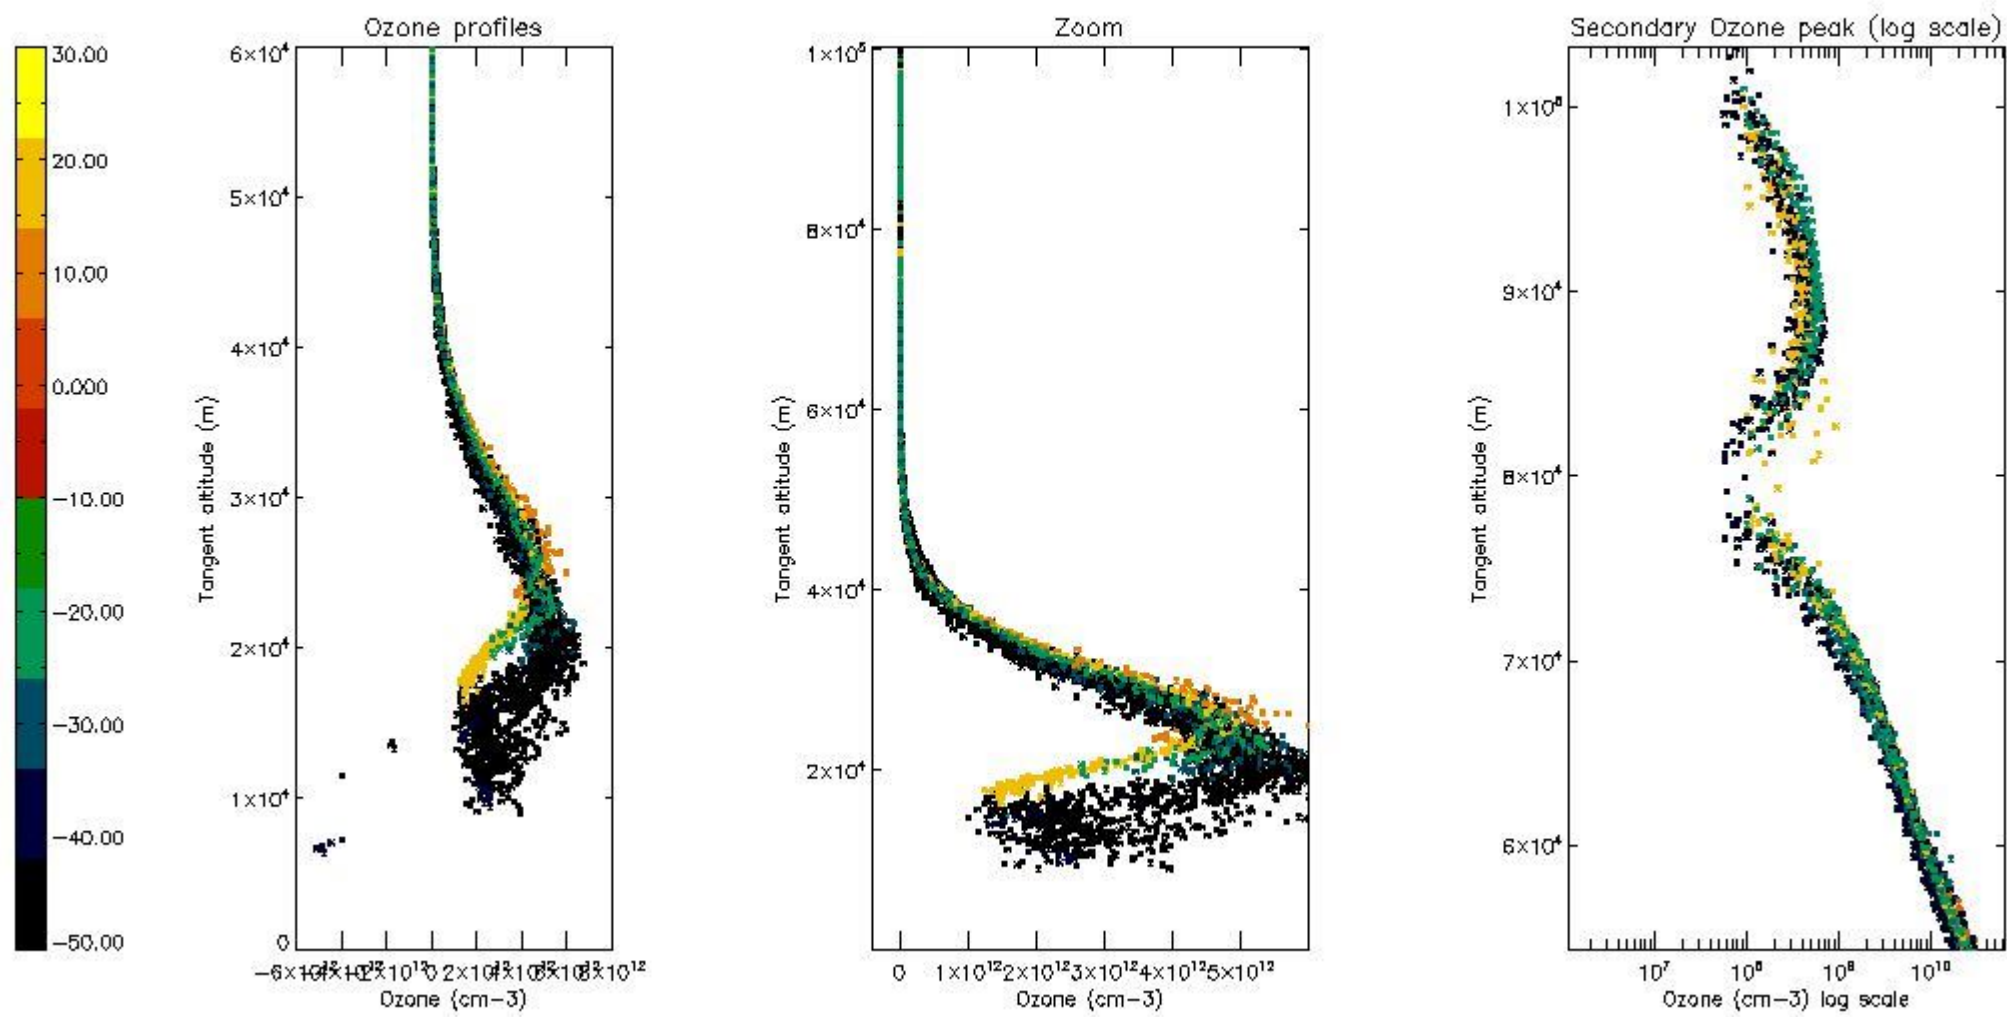 Ozone profiles
Zoom
Secondary Ozone peak (log scale)
30.00
20.00
10.00
0.000
−10.00
−20.00
−30.00
−40.00
−50.00
6×10⁴
5×10⁴
4×10⁴
3×10⁴
2×10⁴
1×10⁴
0
Tangent altitude (m)
0
8×10¹²
Ozone (cm−3)
1×10⁵
8×10⁴
6×10⁴
4×10⁴
2×10⁴
Tangent altitude (m)
0 1×10¹² 2×10¹² 3×10¹² 4×10¹² 5×10¹²
Ozone (cm−3)
1×10⁵
9×10⁴
8×10⁴
7×10⁴
6×10⁴
Tangent altitude (m)
10⁷ 10⁸ 10⁹ 10¹⁰
Ozone (cm−3) log scale